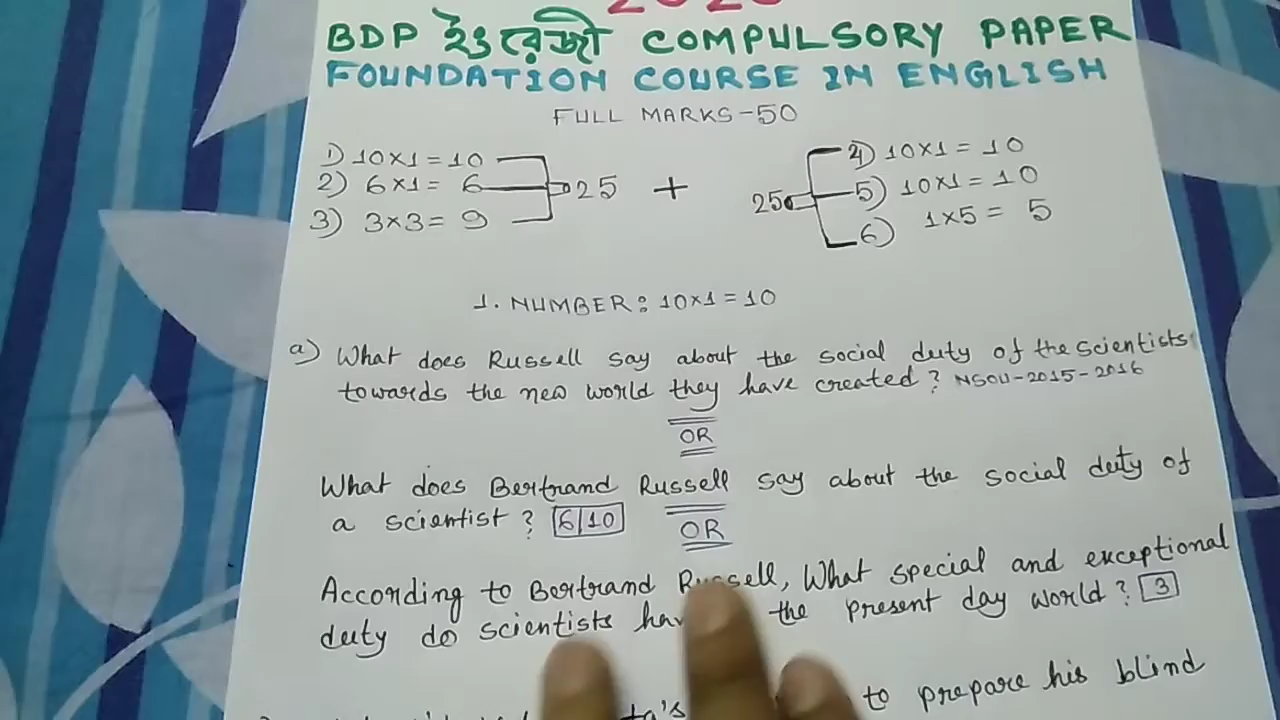 BDP ইংরেজী COMPULSORY PAPER
FOUNDATION COURSE IN ENGLISH
FULL MARKS-50
1) 10×1 = 10
2) 6×1 = 6
3) 3×3 = 9
25 + 25
4) 10×1 = 10
5) 10×1 = 10
6) 1×5 = 5
1. NUMBER: 10×1 = 10
a) What does Russell say about the social duty of the scientists
towards the new world they have created? NSOU-2015-2016
OR
What does Bertrand Russell say about the social duty of
a scientist? 6/10
OR
According to Bertrand Russell, What special and exceptional
duty do scientists the present day world? 3
to prepare his blind